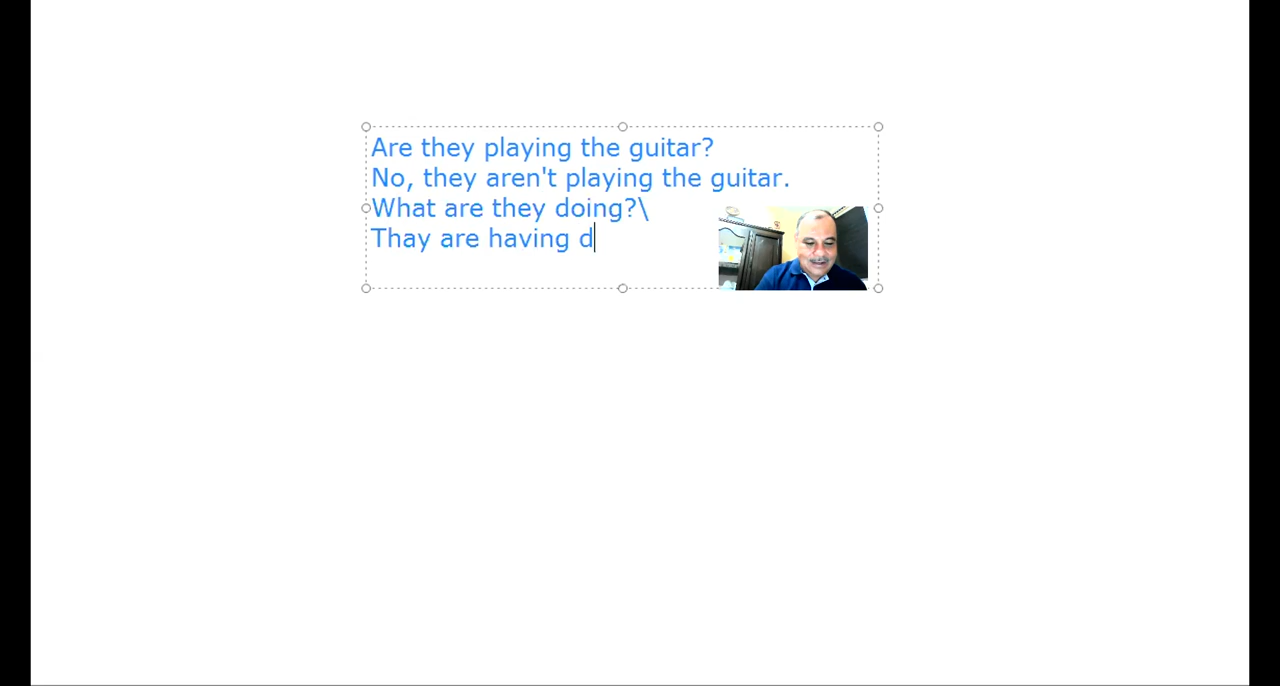 Are they playing the guitar?
No, they aren't playing the guitar.
What are they doing?\
Thay are having d